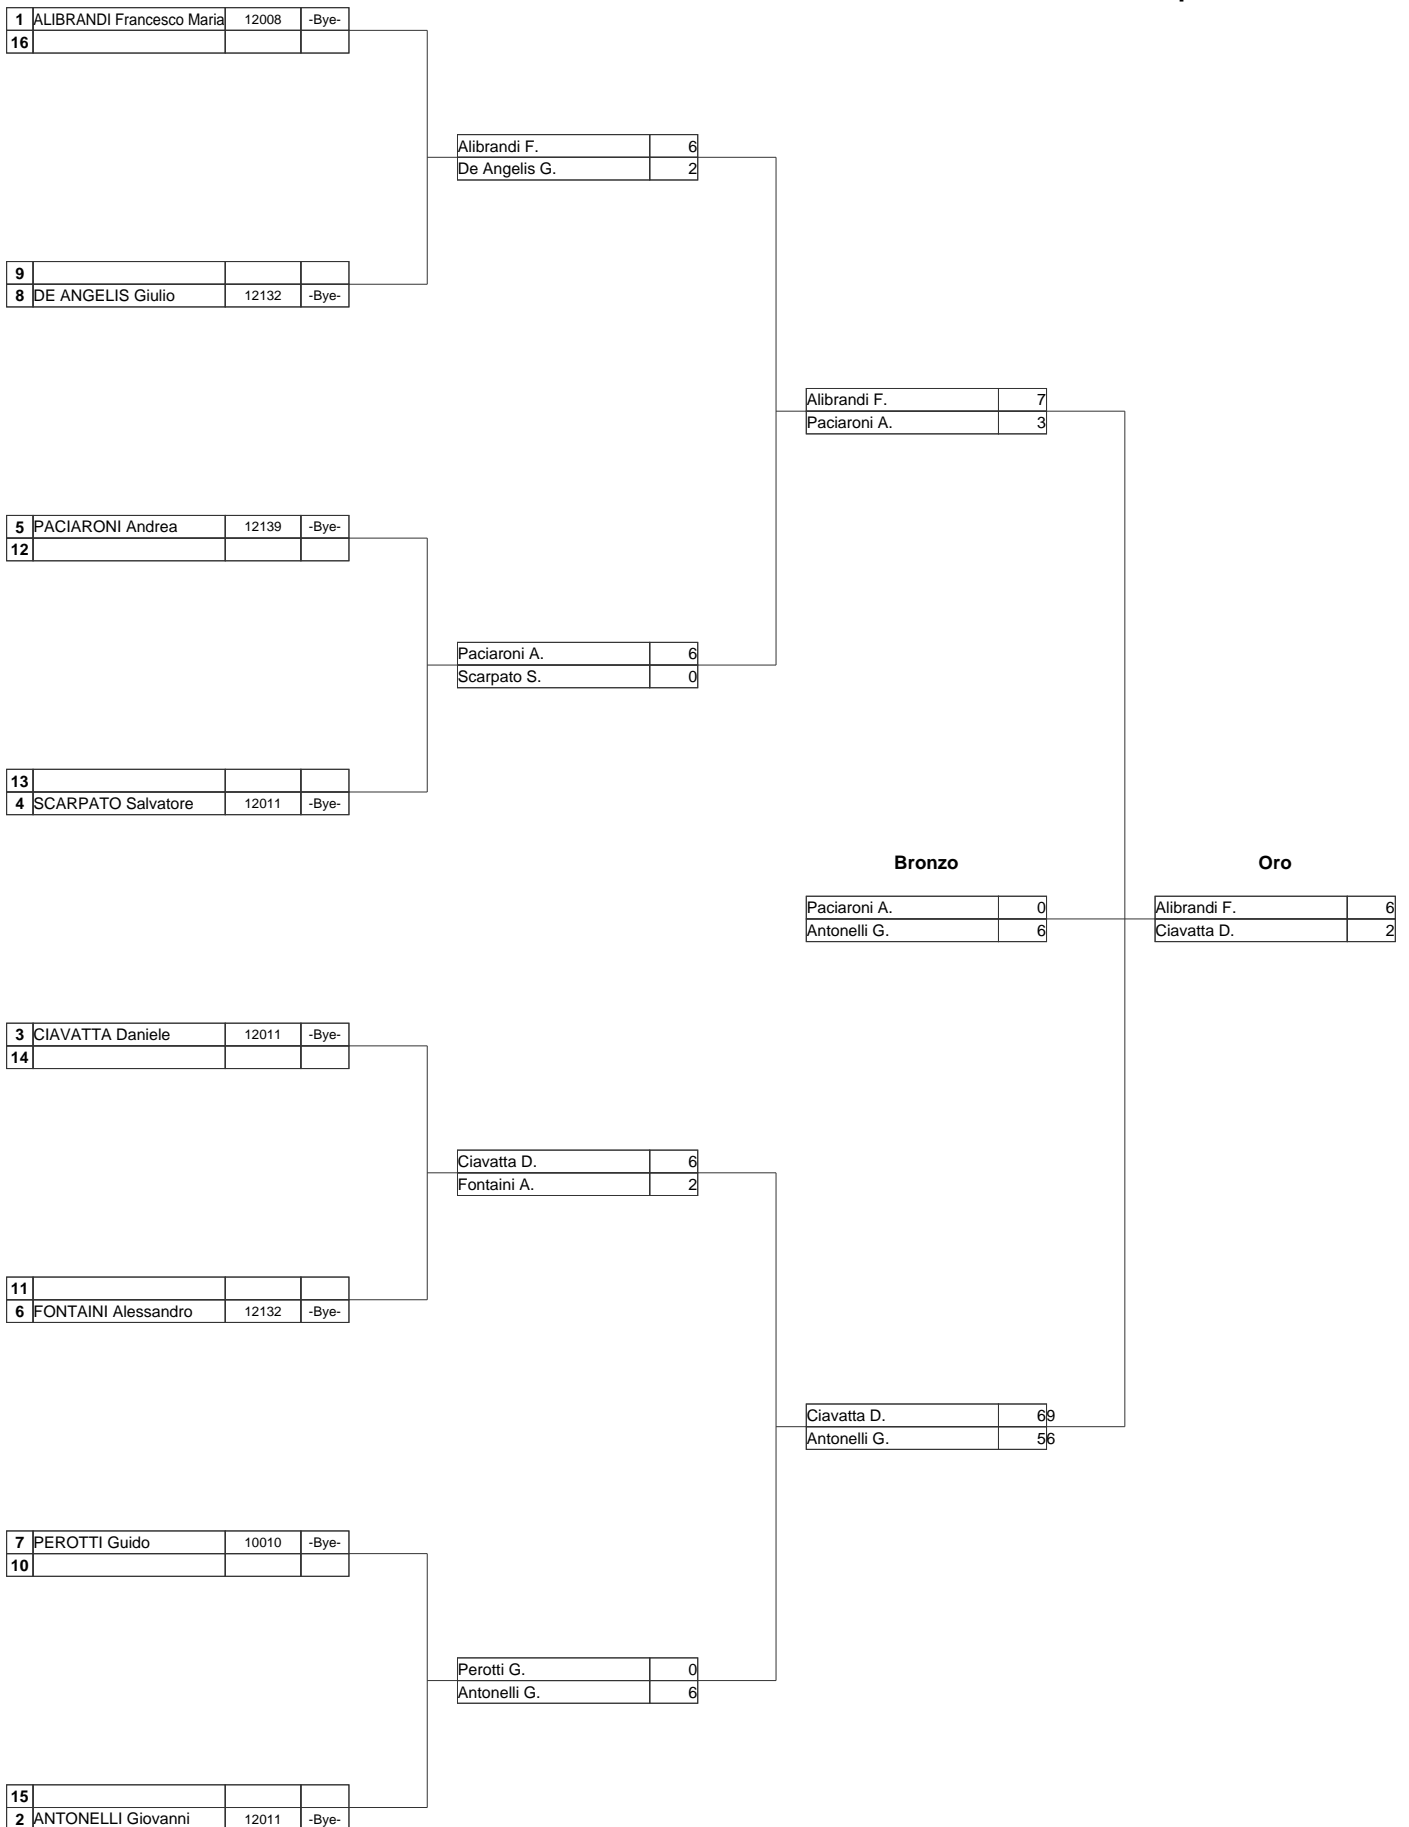 1 ALIBRANDI Francesco Maria 12008 -Bye-
16
Alibrandi F. 6
De Angelis G. 2
9
8 DE ANGELIS Giulio 12132 -Bye-
Alibrandi F. 7
Paciaroni A. 3
5 PACIARONI Andrea 12139 -Bye-
12
Paciaroni A. 6
Scarpato S. 0
13
4 SCARPATO Salvatore 12011 -Bye-
Bronzo Oro
Paciaroni A. 0 Alibrandi F. 6
Antonelli G. 6 Ciavatta D. 2
3 CIAVATTA Daniele 12011 -Bye-
14
Ciavatta D. 6
Fontaini A. 2
11
6 FONTAINI Alessandro 12132 -Bye-
Ciavatta D. 69
Antonelli G. 56
7 PEROTTI Guido 10010 -Bye-
10
Perotti G. 0
Antonelli G. 6
15
2 ANTONELLI Giovanni 12011 -Bye-